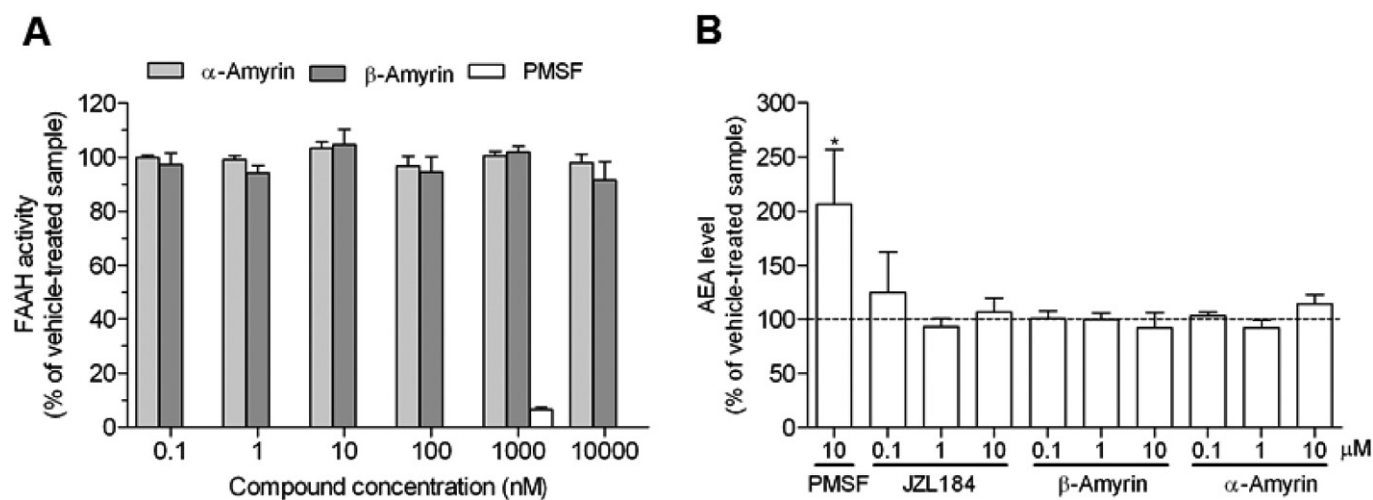 A
α-Amyrin β-Amyrin PMSF
FAAH activity
(% of vehicle-treated sample)
120
100
80
60
40
20
0
0.1 1 10 100 1000 10000
Compound concentration (nM)
B
AEA level
(% of vehicle-treated sample)
300
250
200
150
100
50
0
*
10 0.1 1 10 0.1 1 10 0.1 1 10 μM
PMSF JZL184 β-Amyrin α-Amyrin